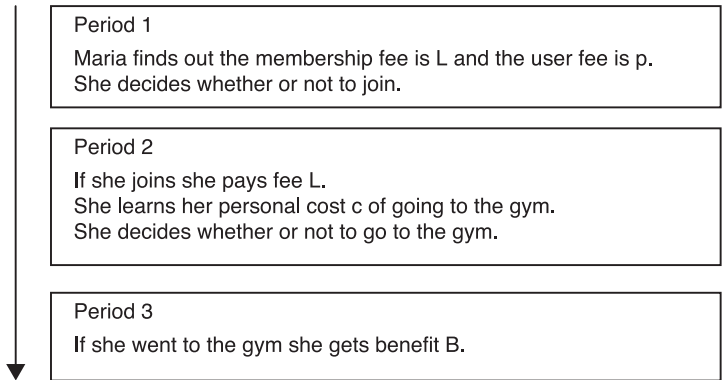 Period 1
Maria finds out the membership fee is L and the user fee is p.
She decides whether or not to join.
Period 2
If she joins she pays fee L.
She learns her personal cost c of going to the gym.
She decides whether or not to go to the gym.
Period 3
If she went to the gym she gets benefit B.